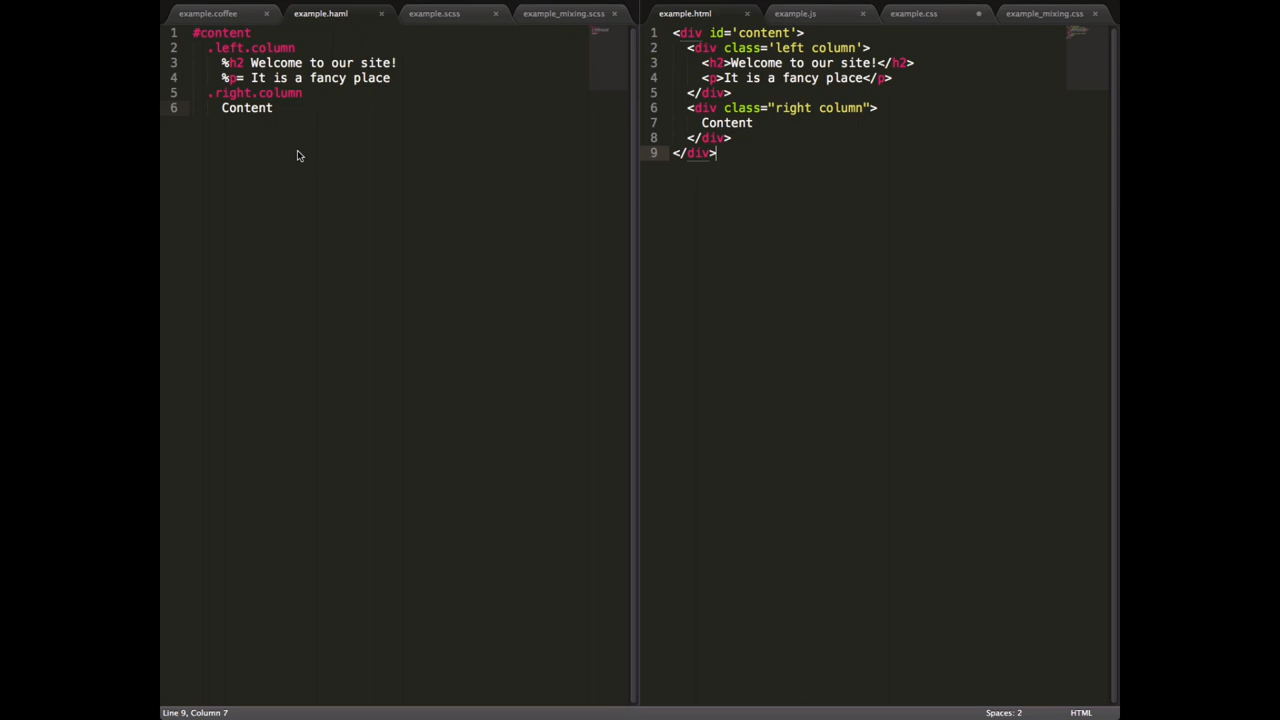 example.coffee × example.haml × example.scss × example_mixing.scss ×
1 #content
2 .left.column
3 %h2 Welcome to our site!
4 %p= It is a fancy place
5 .right.column
6 Content
example.html × example.js × example.css example_mixing.css ×
1 <div id='content'>
2 <div class='left column'>
3 <h2>Welcome to our site!</h2>
4 <p>It is a fancy place</p>
5 </div>
6 <div class="right column">
7 Content
8 </div>
9 </div>
Line 9, Column 7
Spaces: 2
HTML